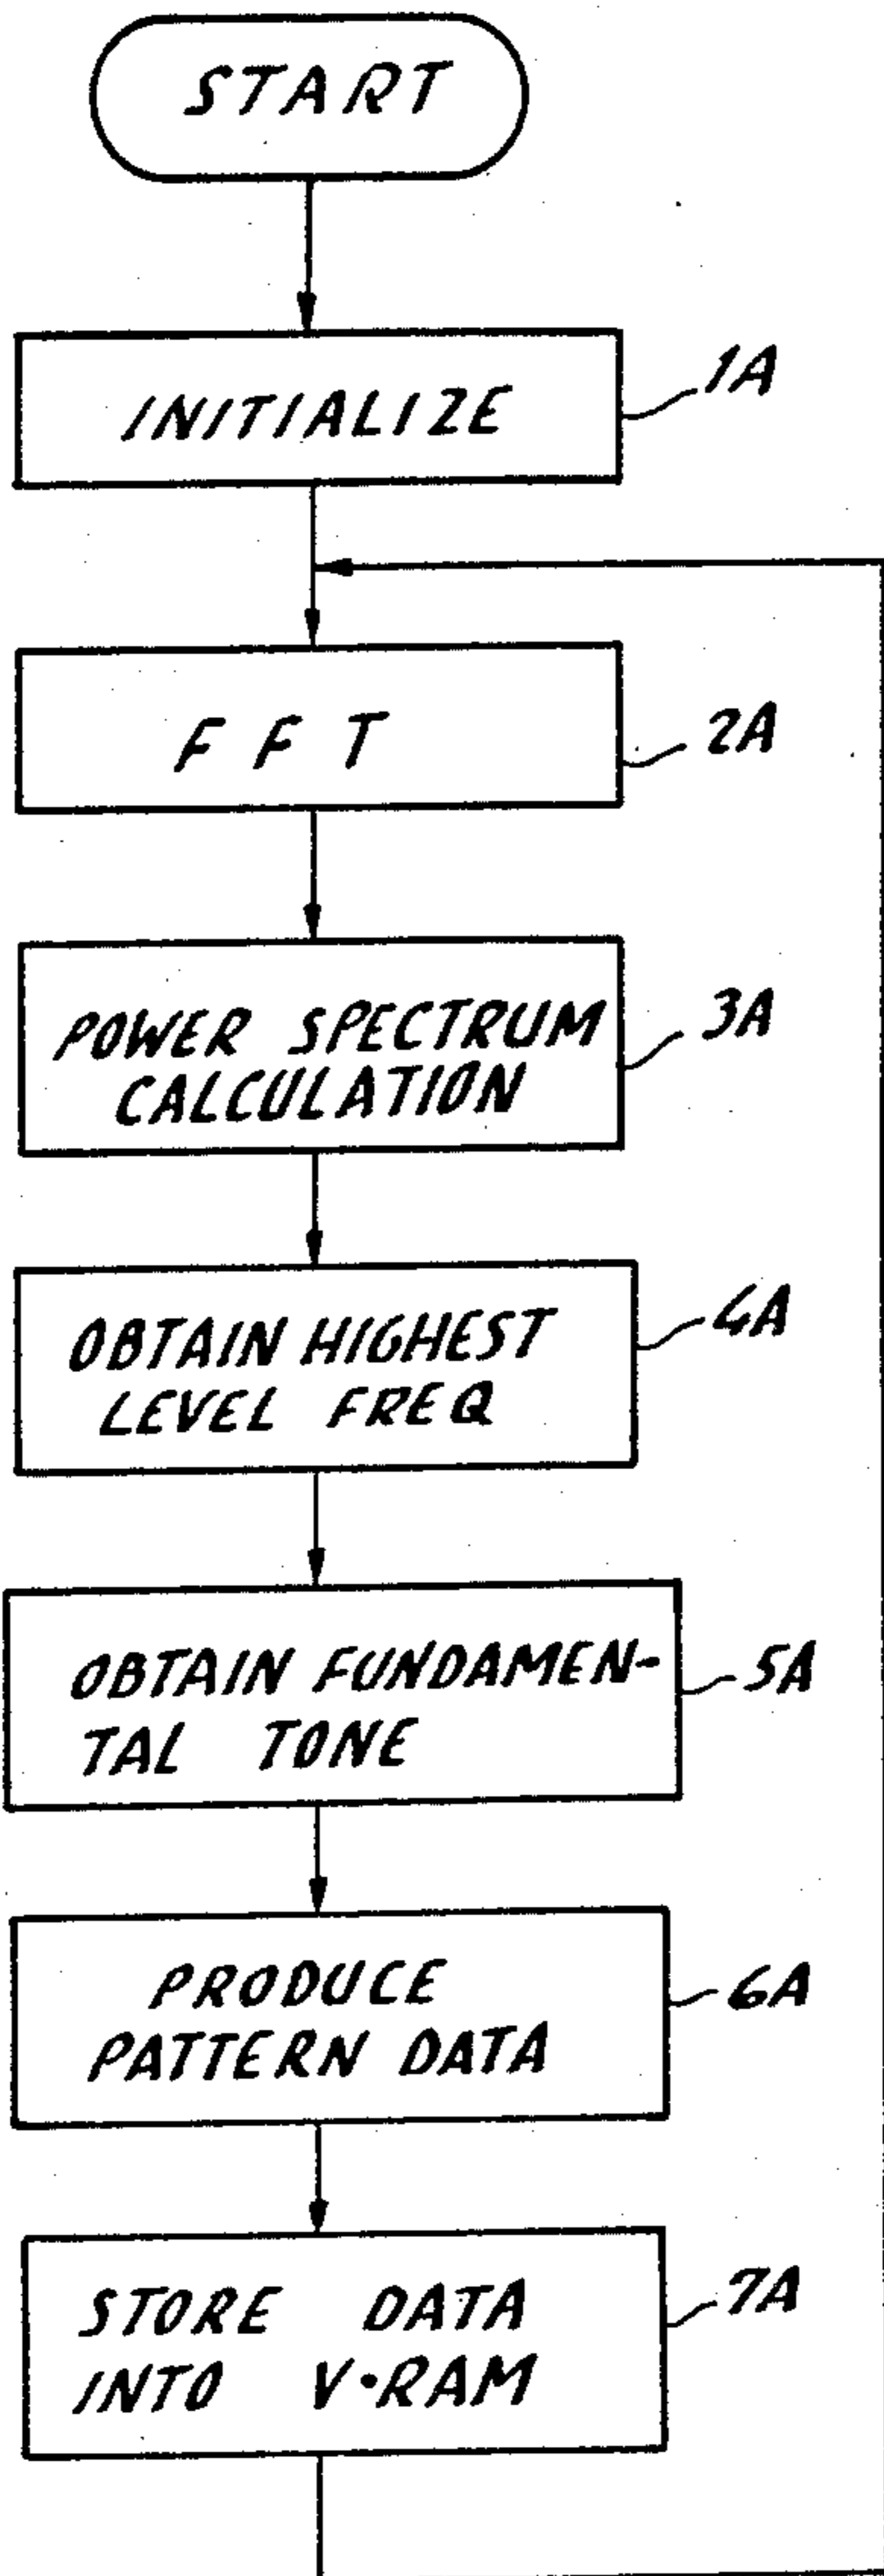 START
INITIALIZE
1A
F F T
2A
POWER SPECTRUM
CALCULATION
3A
OBTAIN HIGHEST
LEVEL FREQ
4A
OBTAIN FUNDAMEN-
TAL TONE
5A
PRODUCE
PATTERN DATA
6A
STORE DATA
INTO V•RAM
7A